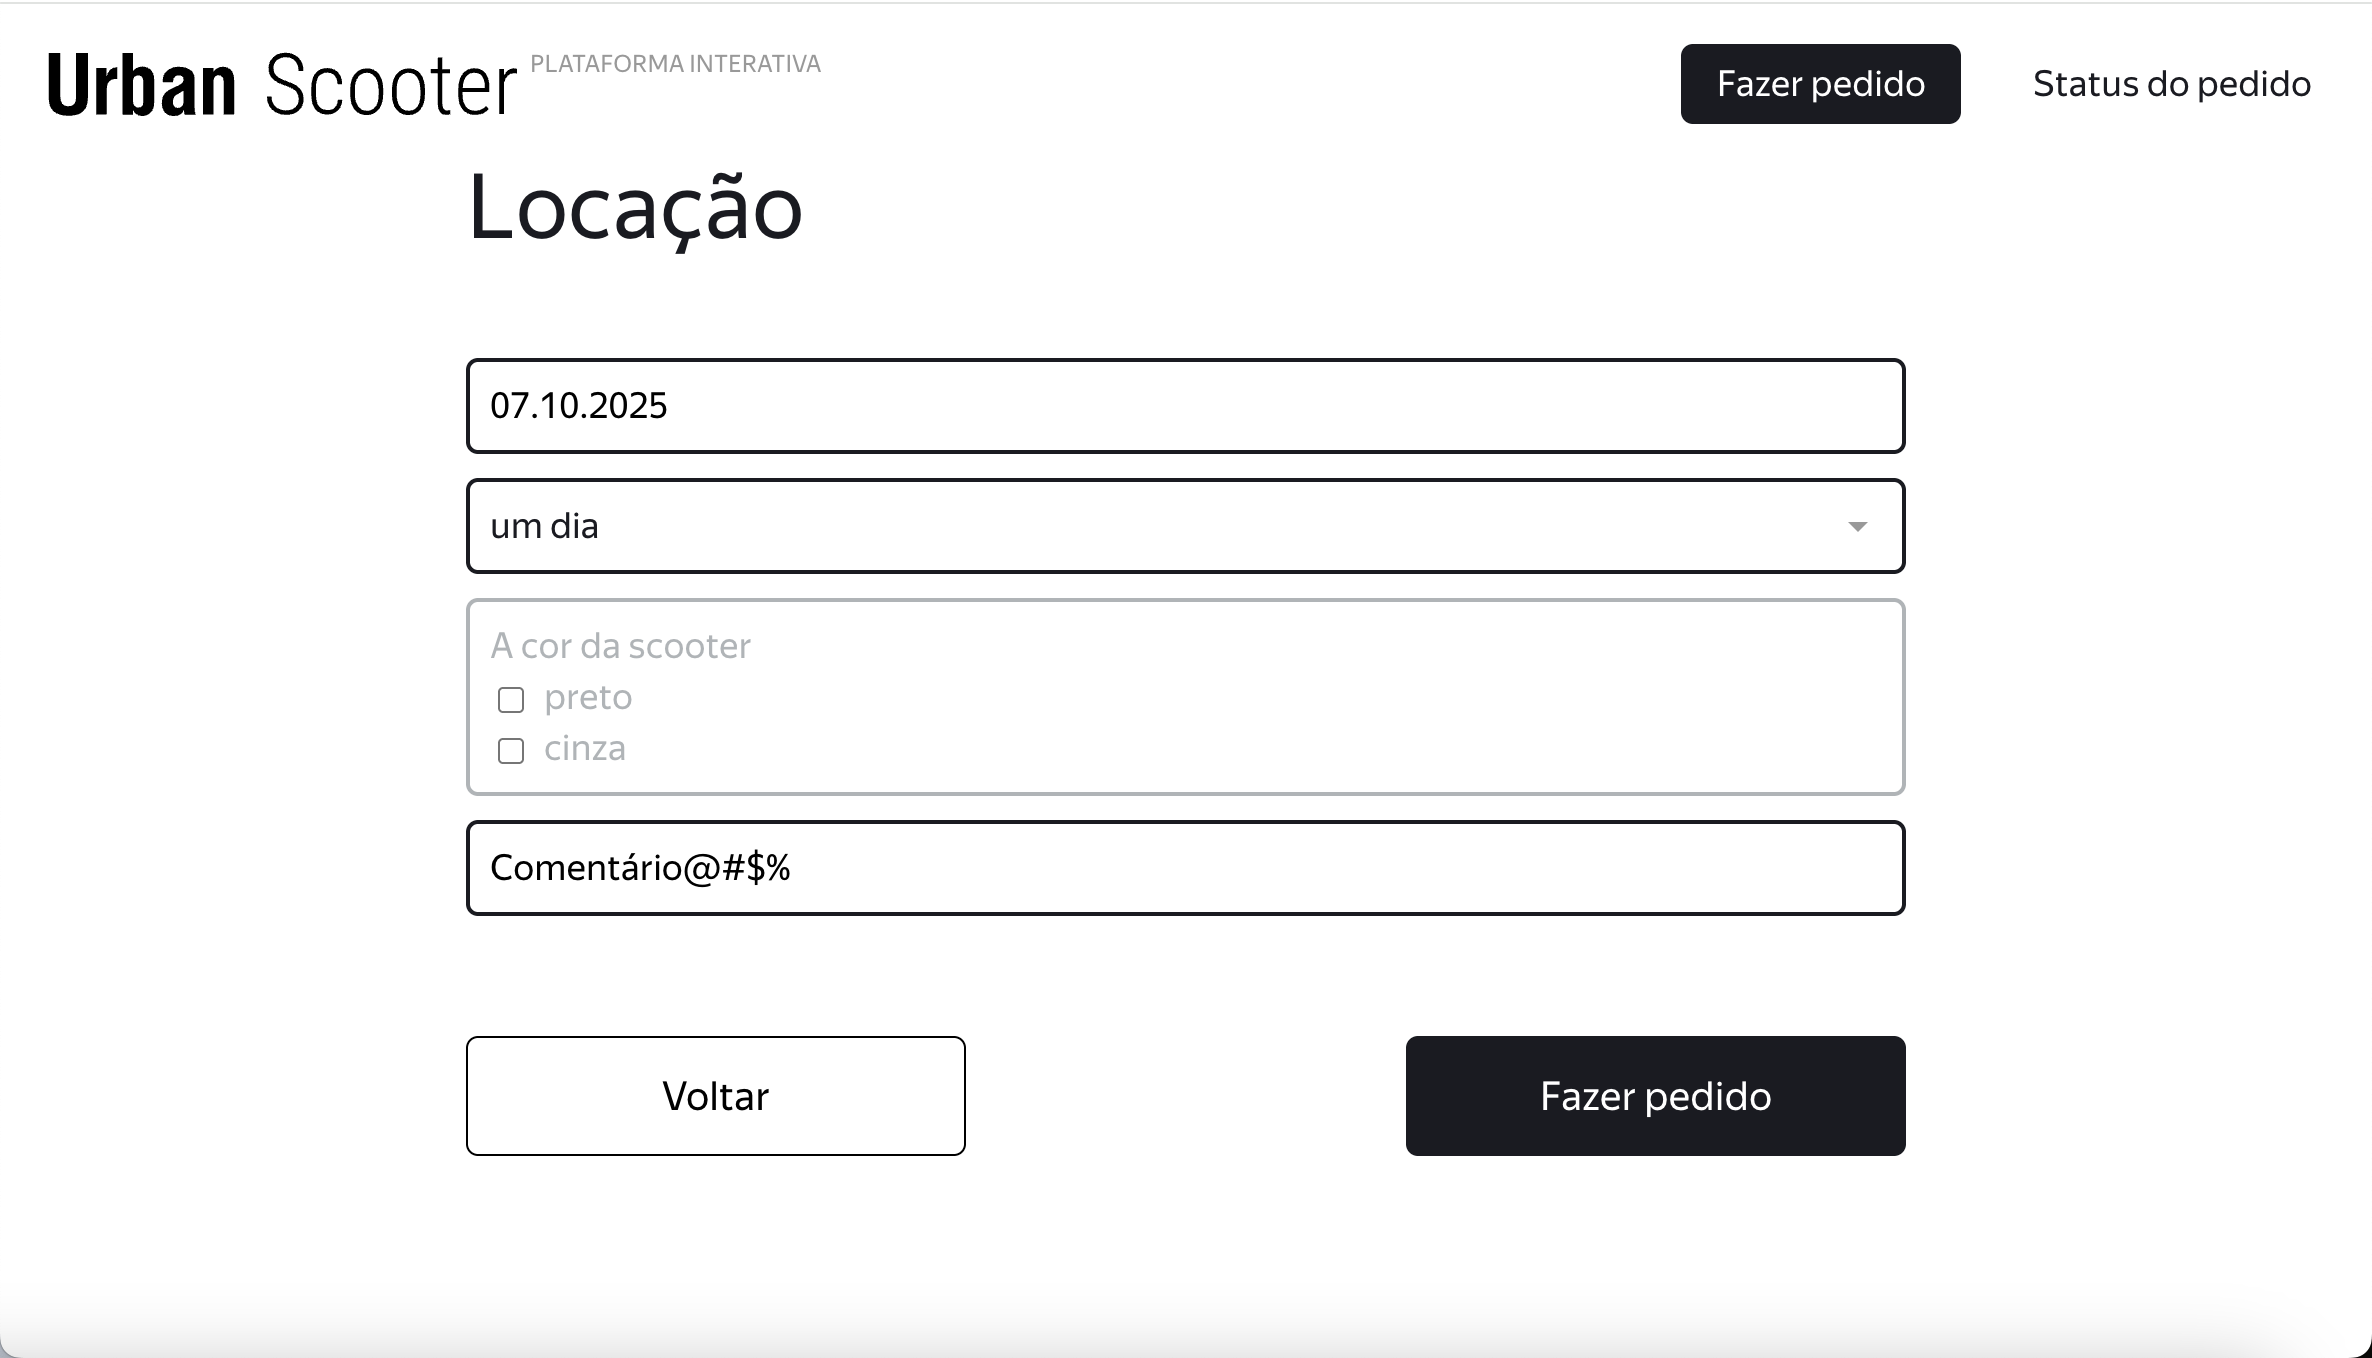 Urban Scooter PLATAFORMA INTERATIVA
Fazer pedido
Status do pedido
Locação
07.10.2025
um dia
A cor da scooter
preto
cinza
Comentário@#$%
Voltar
Fazer pedido